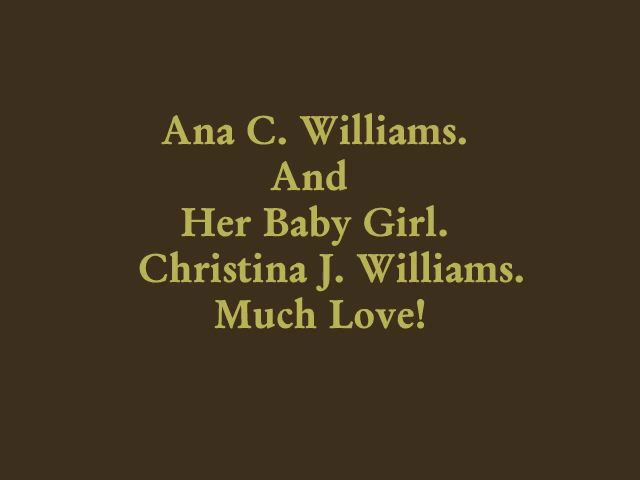 Ana C. Williams.
And
Her Baby Girl.
Christina J. Williams.
Much Love!